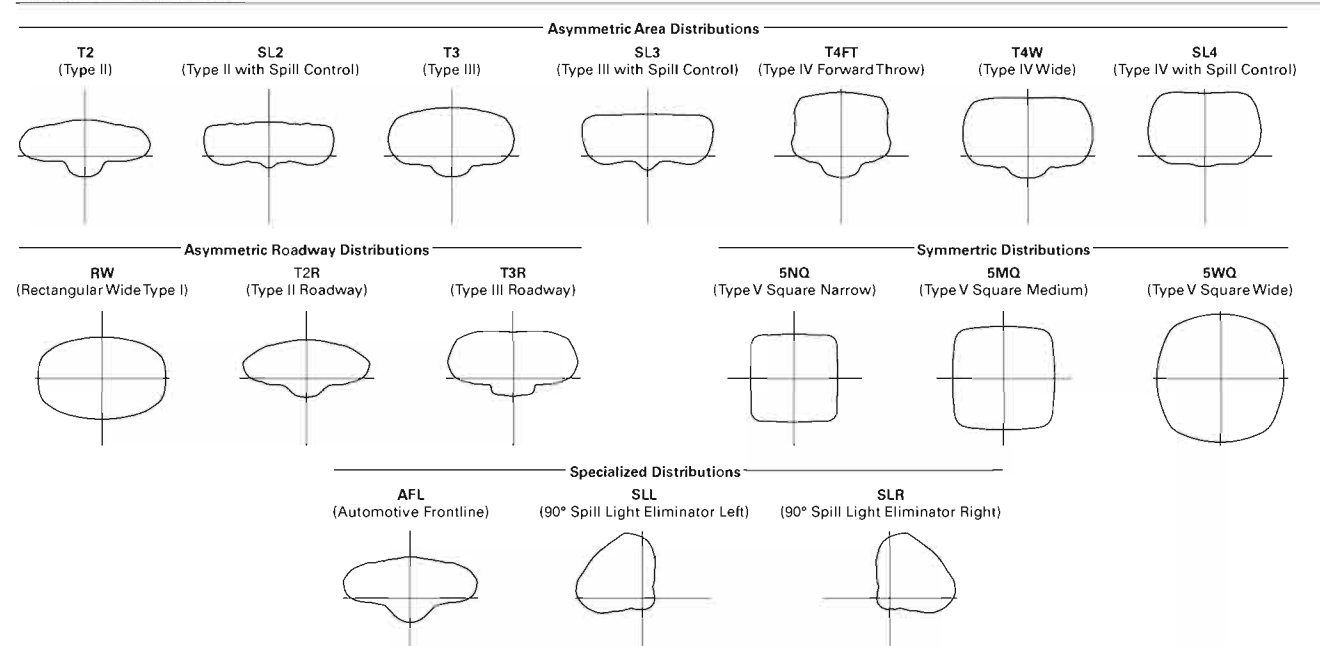 Asymmetric Area Distributions
T2 SL2 T3 SL3 T4FT T4W SL4
(Type II) (Type II with Spill Control) (Type III) (Type III with Spill Control) (Type IV Forward Throw) (Type IV Wide) (Type IV with Spill Control)
Asymmetric Roadway Distributions Symmertric Distributions
RW T2R T3R 5NQ 5MQ 5WQ
(Rectangular Wide Type I) (Type II Roadway) (Type III Roadway) (Type V Square Narrow) (Type V Square Medium) (Type V Square Wide)
Specialized Distributions
AFL SLL SLR
(Automotive Frontline) (90° Spill Light Eliminator Left) (90° Spill Light Eliminator Right)